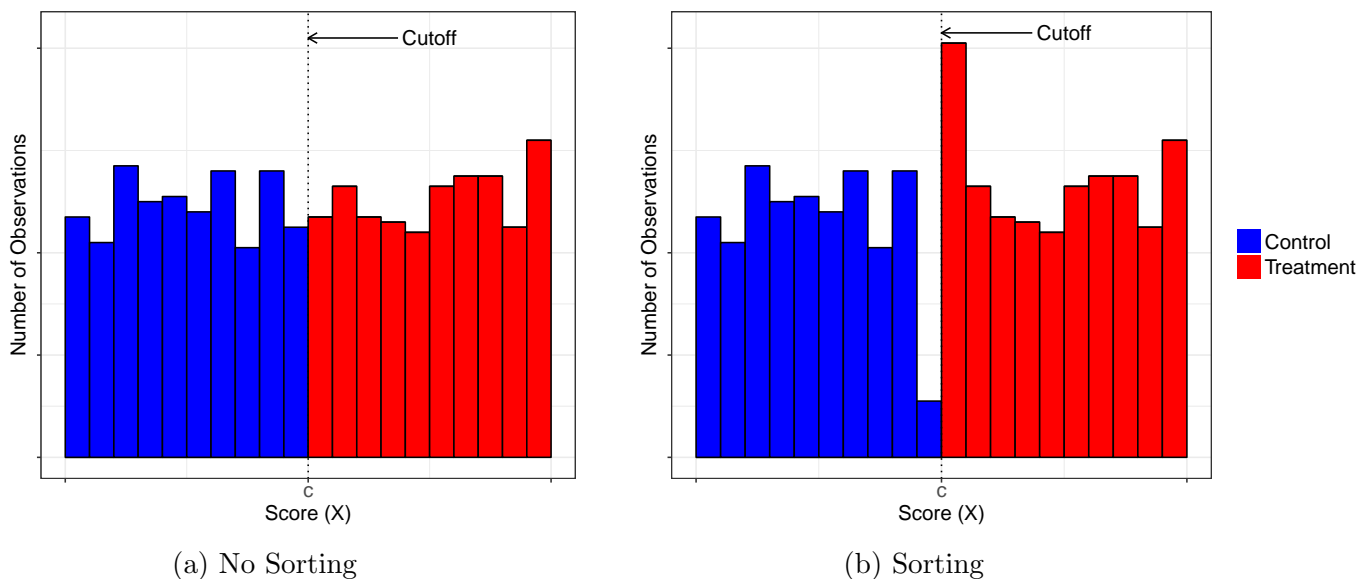 Cutoff
Number of Observations
c
Score (X)
(a) No Sorting
Cutoff
Number of Observations
c
Score (X)
(b) Sorting
Control
Treatment